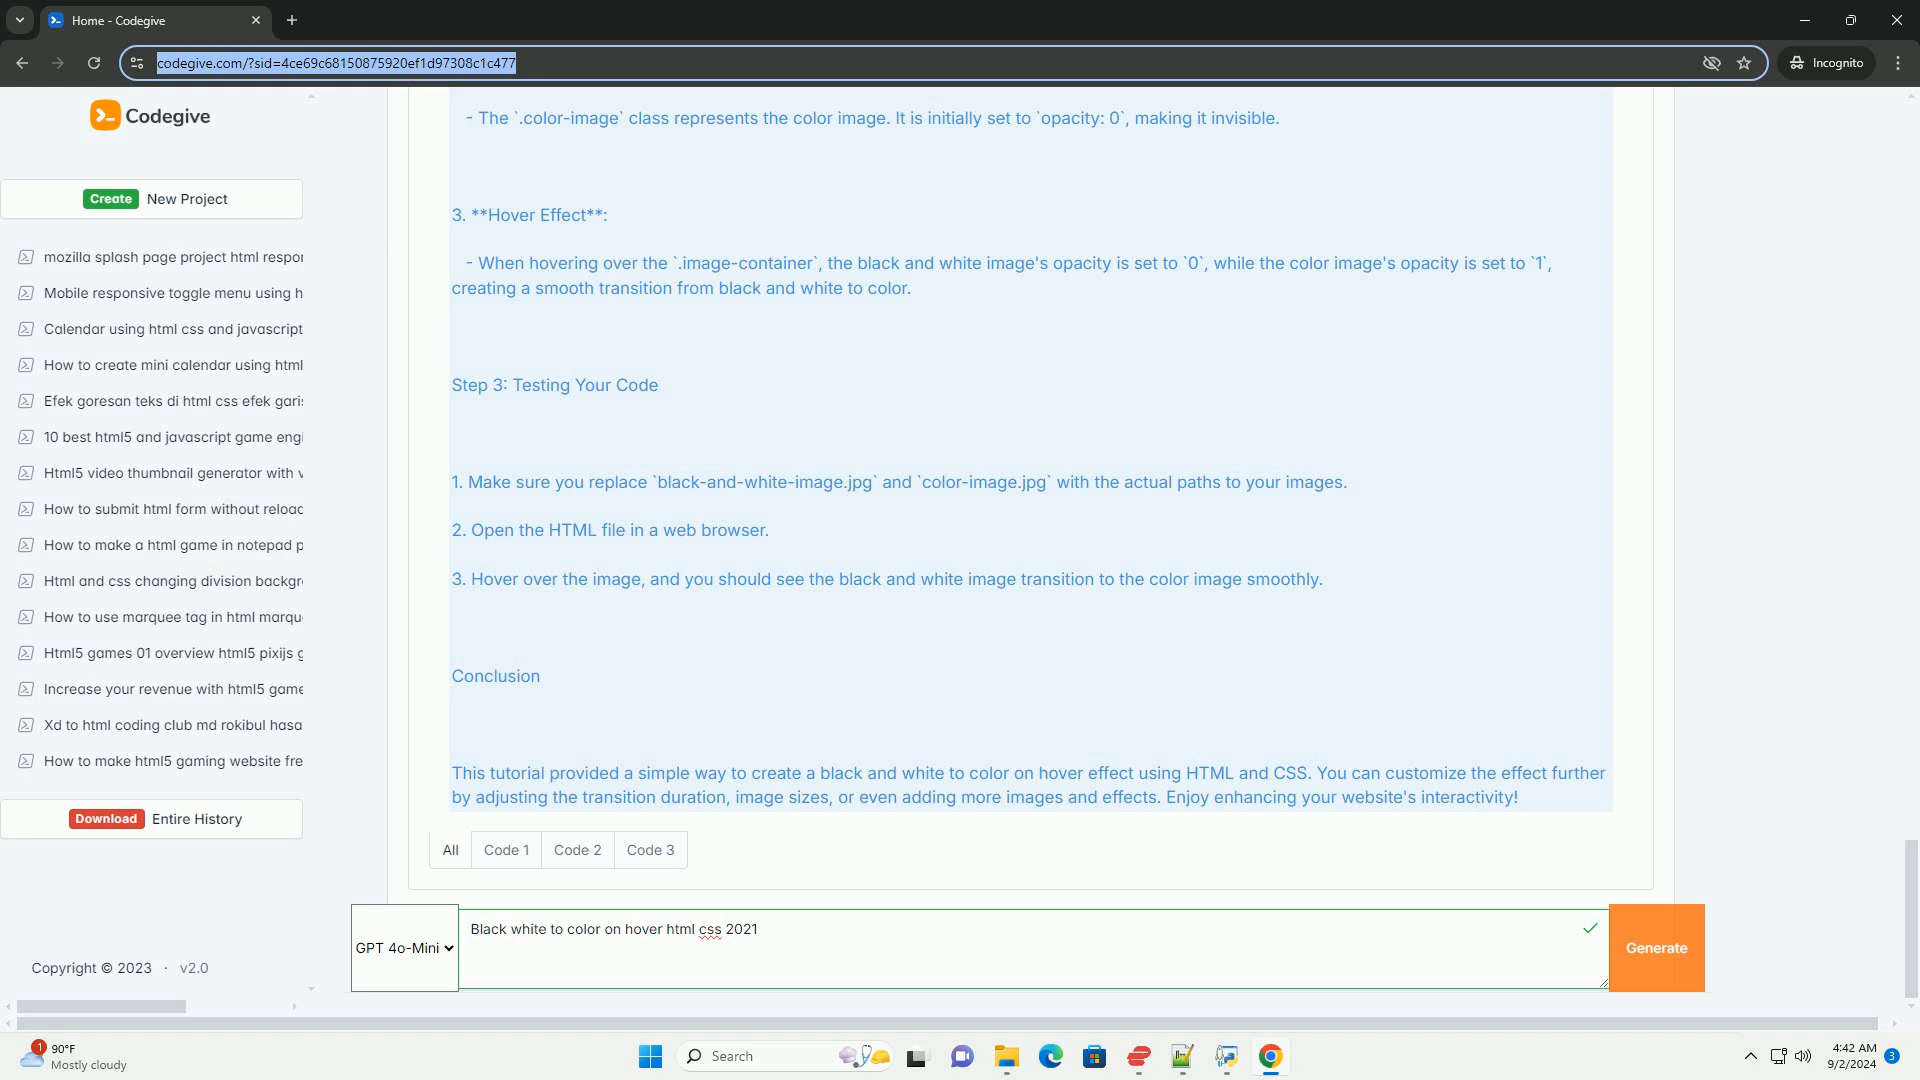 Home - Codegive
codegive.com/?sid=4ce69c68150875920ef1d97308c1c477
Incognito
Codegive
Create New Project
mozilla splash page project html respon
Mobile responsive toggle menu using h
Calendar using html css and javascript
How to create mini calendar using html
Efek goresan teks di html css efek garis
10 best html5 and javascript game engi
Html5 video thumbnail generator with v
How to submit html form without reload
How to make a html game in notepad p
Html and css changing division backgr
How to use marquee tag in html marqu
Html5 games 01 overview html5 pixijs g
Increase your revenue with html5 game
Xd to html coding club md rokibul hasa
How to make html5 gaming website fre
Download Entire History
Copyright © 2023 · v2.0
- The `.color-image` class represents the color image. It is initially set to `opacity: 0`, making it invisible.
3. **Hover Effect**:
- When hovering over the `.image-container`, the black and white image's opacity is set to `0`, while the color image's opacity is set to `1`,
creating a smooth transition from black and white to color.
Step 3: Testing Your Code
1. Make sure you replace `black-and-white-image.jpg` and `color-image.jpg` with the actual paths to your images.
2. Open the HTML file in a web browser.
3. Hover over the image, and you should see the black and white image transition to the color image smoothly.
Conclusion
This tutorial provided a simple way to create a black and white to color on hover effect using HTML and CSS. You can customize the effect further
by adjusting the transition duration, image sizes, or even adding more images and effects. Enjoy enhancing your website's interactivity!
All Code 1 Code 2 Code 3
GPT 4o-Mini
Black white to color on hover html css 2021
Generate
1
90°F
Mostly cloudy
Search
4:42 AM
9/2/2024
3